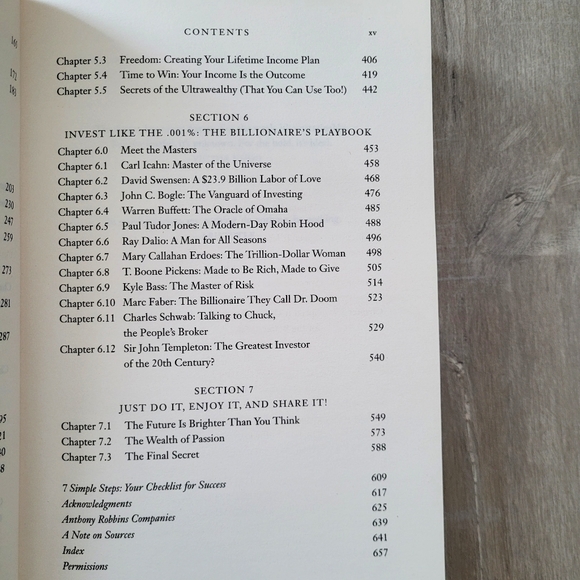 172
181
203
230
247
259
273
281
287
CONTENTS xv
Chapter 5.3 Freedom: Creating Your Lifetime Income Plan 406
Chapter 5.4 Time to Win: Your Income Is the Outcome 419
Chapter 5.5 Secrets of the Ultrawealthy (That You Can Use Too!) 442
SECTION 6
INVEST LIKE THE .001%: THE BILLIONAIRE'S PLAYBOOK
Chapter 6.0 Meet the Masters 453
Chapter 6.1 Carl Icahn: Master of the Universe 458
Chapter 6.2 David Swensen: A $23.9 Billion Labor of Love 468
Chapter 6.3 John C. Bogle: The Vanguard of Investing 476
Chapter 6.4 Warren Buffett: The Oracle of Omaha 485
Chapter 6.5 Paul Tudor Jones: A Modern-Day Robin Hood 488
Chapter 6.6 Ray Dalio: A Man for All Seasons 496
Chapter 6.7 Mary Callahan Erdoes: The Trillion-Dollar Woman 498
Chapter 6.8 T. Boone Pickens: Made to Be Rich, Made to Give 505
Chapter 6.9 Kyle Bass: The Master of Risk 514
Chapter 6.10 Marc Faber: The Billionaire They Call Dr. Doom 523
Chapter 6.11 Charles Schwab: Talking to Chuck,
the People's Broker 529
Chapter 6.12 Sir John Templeton: The Greatest Investor
of the 20th Century? 540
SECTION 7
JUST DO IT, ENJOY IT, AND SHARE IT!
Chapter 7.1 The Future Is Brighter Than You Think 549
Chapter 7.2 The Wealth of Passion 573
Chapter 7.3 The Final Secret 588
7 Simple Steps: Your Checklist for Success 609
Acknowledgments 617
Anthony Robbins Companies 625
A Note on Sources 639
Index 641
Permissions 657